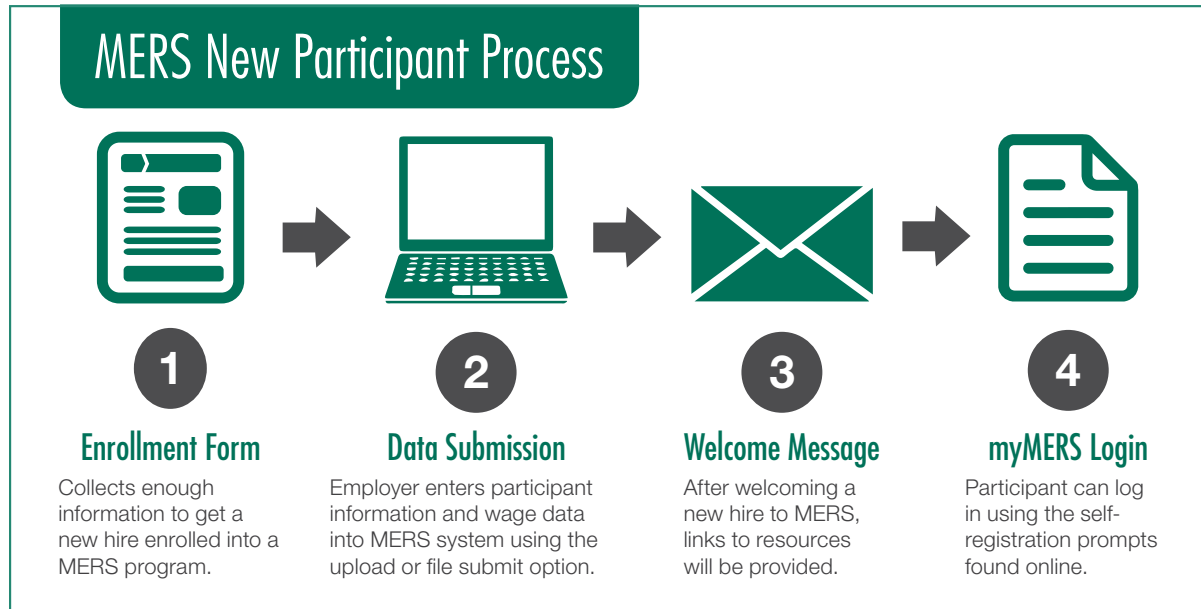 MERS New Participant Process
1
2
3
4
Enrollment Form
Collects enough
information to get a
new hire enrolled into a
MERS program.
Data Submission
Employer enters participant
information and wage data
into MERS system using the
upload or file submit option.
Welcome Message
After welcoming a
new hire to MERS,
links to resources
will be provided.
myMERS Login
Participant can log
in using the self-
registration prompts
found online.